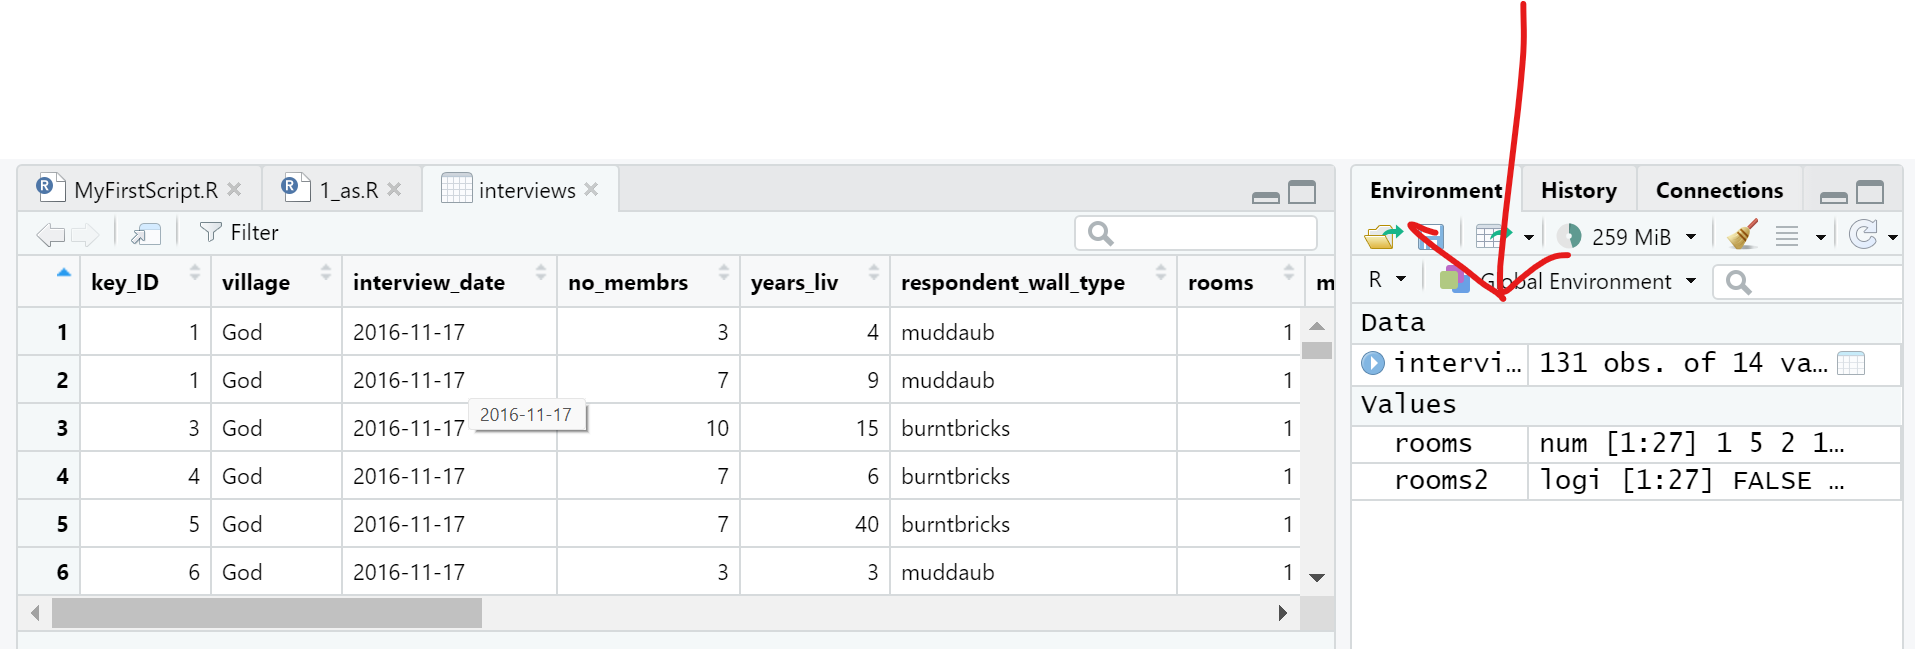 MyFirstScript.R 1_as.R interviews
Filter
key_ID village interview_date no_membrs years_liv respondent_wall_type rooms m
1 1 God 2016-11-17 3 4 muddaub 1
2 1 God 2016-11-17 7 9 muddaub 1
2016-11-17
3 3 God 2016-11-17 10 15 burntbricks 1
4 4 God 2016-11-17 7 6 burntbricks 1
5 5 God 2016-11-17 7 40 burntbricks 1
6 6 God 2016-11-17 3 3 muddaub 1
Environment History Connections
259 MiB
R Global Environment
Data
intervi... 131 obs. of 14 va...
Values
rooms num [1:27] 1 5 2 1...
rooms2 logi [1:27] FALSE ...